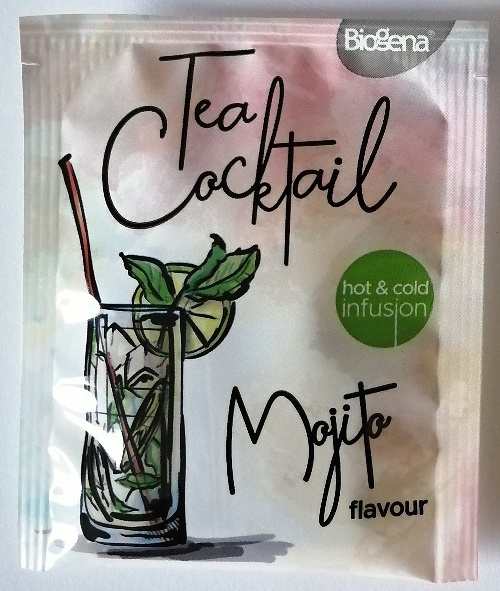 Biogena®
Tea
Cocktail
hot & cold
infusion
Mojito
flavour